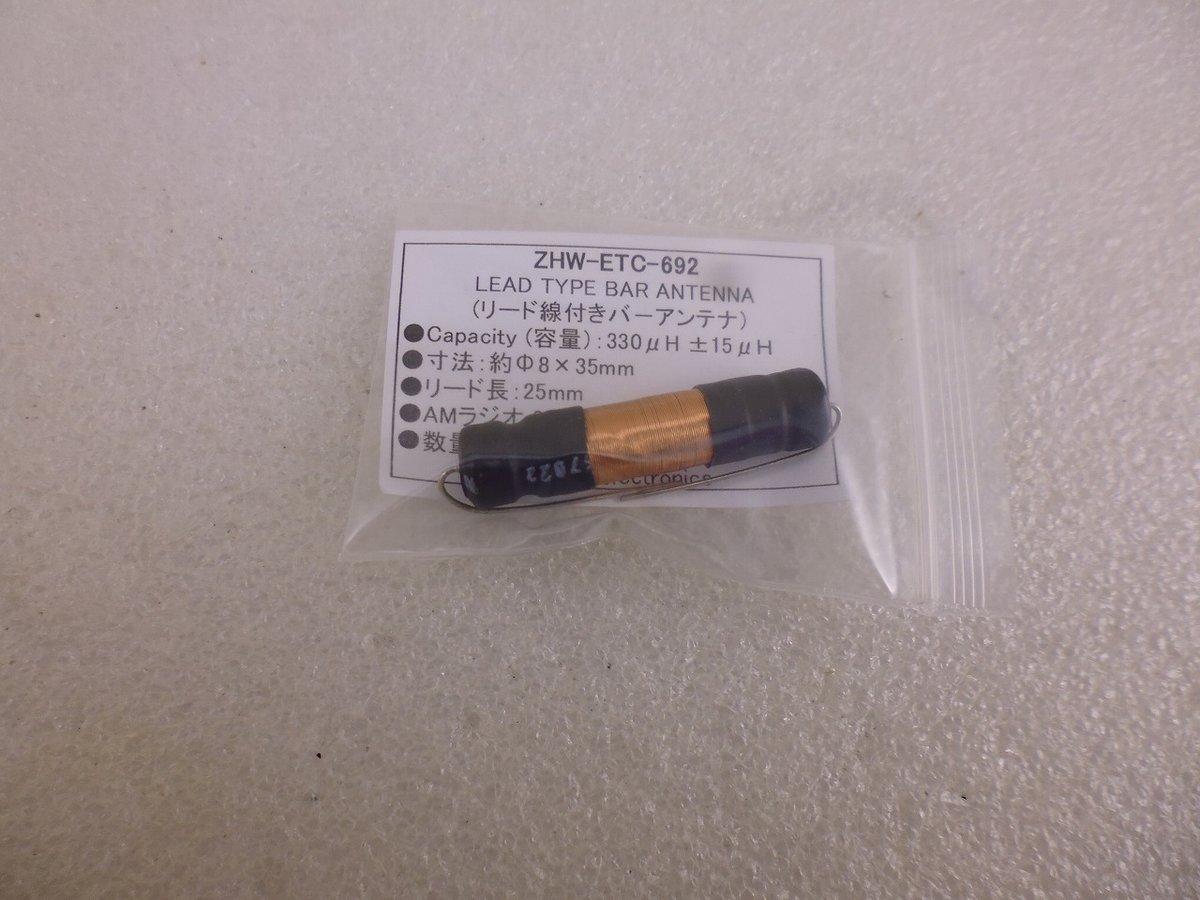 ZHW-ETC-692
LEAD TYPE BAR ANTENNA
(リード線付きバーアンテナ)
●Capacity (容量) : 330μH ±15μH
●寸法 : 約Φ8×35mm
●リード長 : 25mm
●AMラジオ
●数量
ectronics